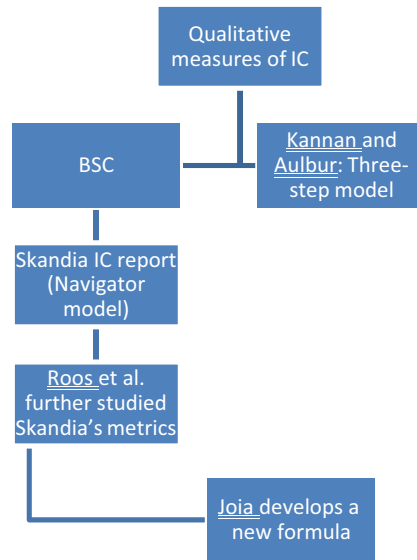 Qualitative
measures of IC
BSC
Kannan and
Aulbur: Three-
step model
Skandia IC report
(Navigator
model)
Roos et al.
further studied
Skandia’s metrics
Joia develops a
new formula